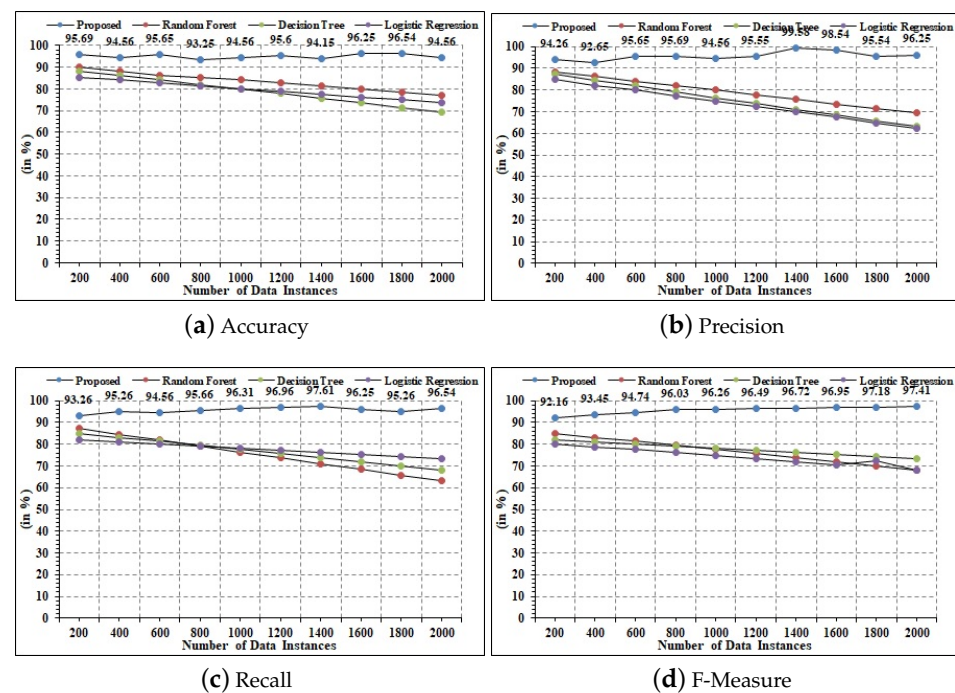 Proposed Random Forest Decision Tree Logistic Regression
95.69 94.56 95.65 93.25 94.56 95.6 94.15 96.25 96.54 94.56
100
90
80
70
60
50
40
30
20
10
0
(in %)
200 400 600 800 1000 1200 1400 1600 1800 2000
Number of Data Instances
(a) Accuracy
Proposed Random Forest Decision Tree Logistic Regression
94.26 92.65 95.65 95.69 94.56 95.55 99.58 98.54 95.54 96.25
100
90
80
70
60
50
40
30
20
10
0
(in %)
200 400 600 800 1000 1200 1400 1600 1800 2000
Number of Data Instances
(b) Precision
Proposed Random Forest Decision Tree Logistic Regression
93.26 95.26 94.56 95.66 96.31 96.96 97.61 96.25 95.26 96.54
100
90
80
70
60
50
40
30
20
10
0
(in %)
200 400 600 800 1000 1200 1400 1600 1800 2000
Number of Data Instances
(c) Recall
Proposed Random Forest Decision Tree Logistic Regression
92.16 93.45 94.74 96.03 96.26 96.49 96.72 96.95 97.18 97.41
100
90
80
70
60
50
40
30
20
10
0
(in %)
200 400 600 800 1000 1200 1400 1600 1800 2000
Number of Data Instances
(d) F-Measure